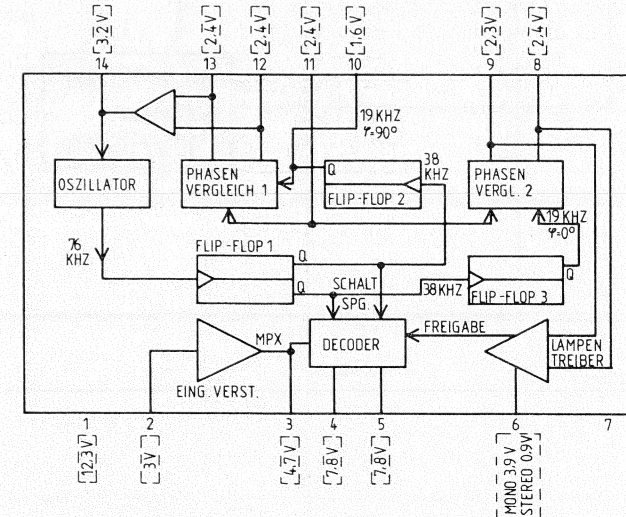 [3.2V] [2.4V] [2.4V] [2.4V] [1.6V] [2.3V] [2.4V]
14 13 12 11 10 9 8
19 KHZ
φ=90°
OSZILLATOR
PHASEN
VERGLEICH 1
Q
FLIP-FLOP 2
38
KHZ
PHASEN
VERGL. 2
19 KHZ
φ=0°
76
KHZ
FLIP-FLOP 1
Q
Q
SCHALT
SPG.
38KHZ
Q
FLIP-FLOP 3
MPX
DECODER
FREIGABE
LAMPEN
TREIBER
EING. VERST.
1 2 3 4 5 6 7
[12.3V] [3V] [4.7V] [7.8V] [7.8V] [MONO 3.9V
STEREO 0.9V]